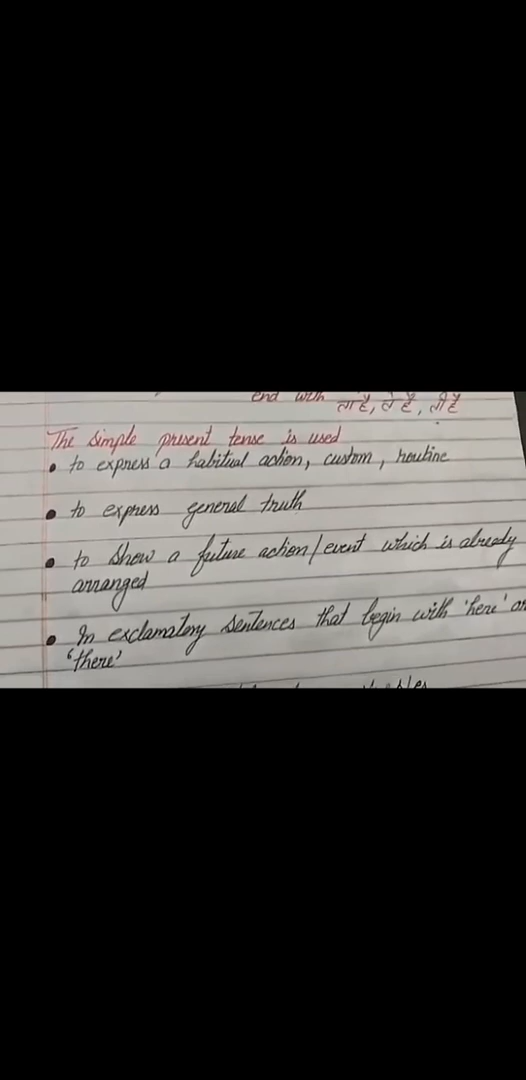 end with ता है, ते है, ती है
The simple present tense is used
• to express a habitual action, custom, routine
• to express general truth
• to show a future action/event which is already
arranged
• In exclamatory sentences that begin with 'here' or
'there'